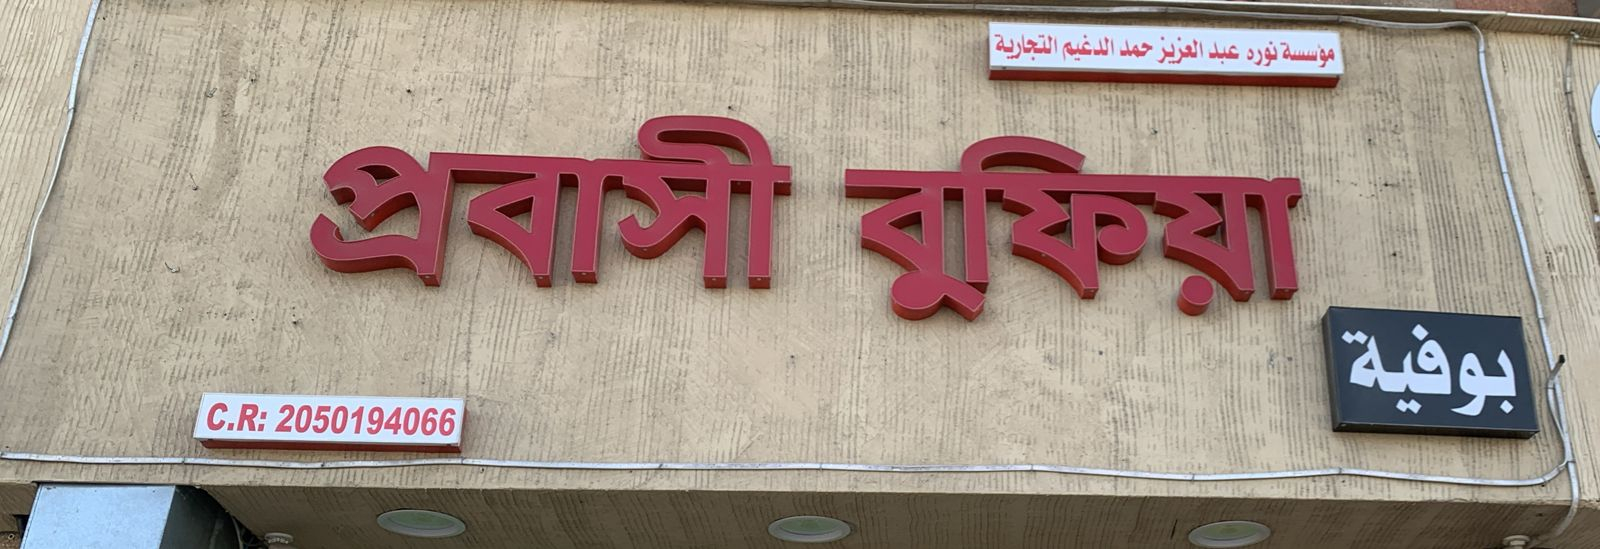 مؤسسة نوره عبد العزيز حمد الدغيم التجارية
প্রবাসী বুফিয়া
بوفية
C.R: 2050194066